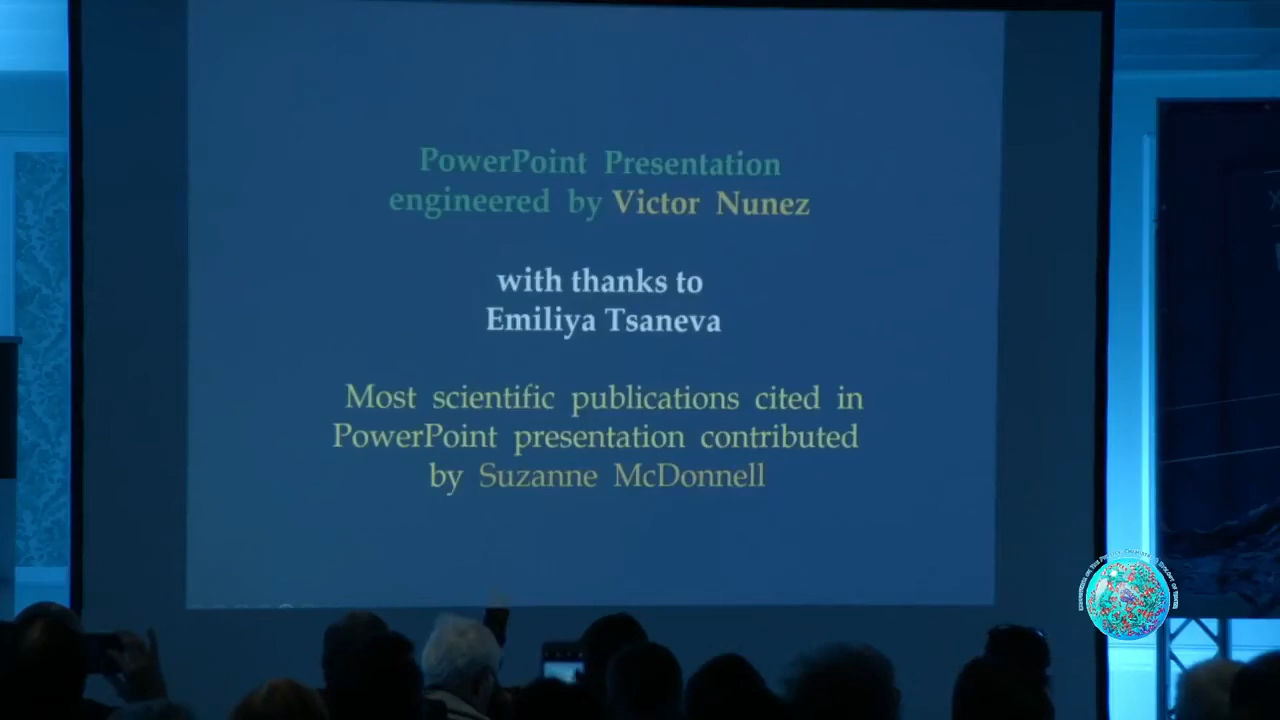 PowerPoint Presentation
engineered by Victor Nunez
with thanks to
Emiliya Tsaneva
Most scientific publications cited in
PowerPoint presentation contributed
by Suzanne McDonnell